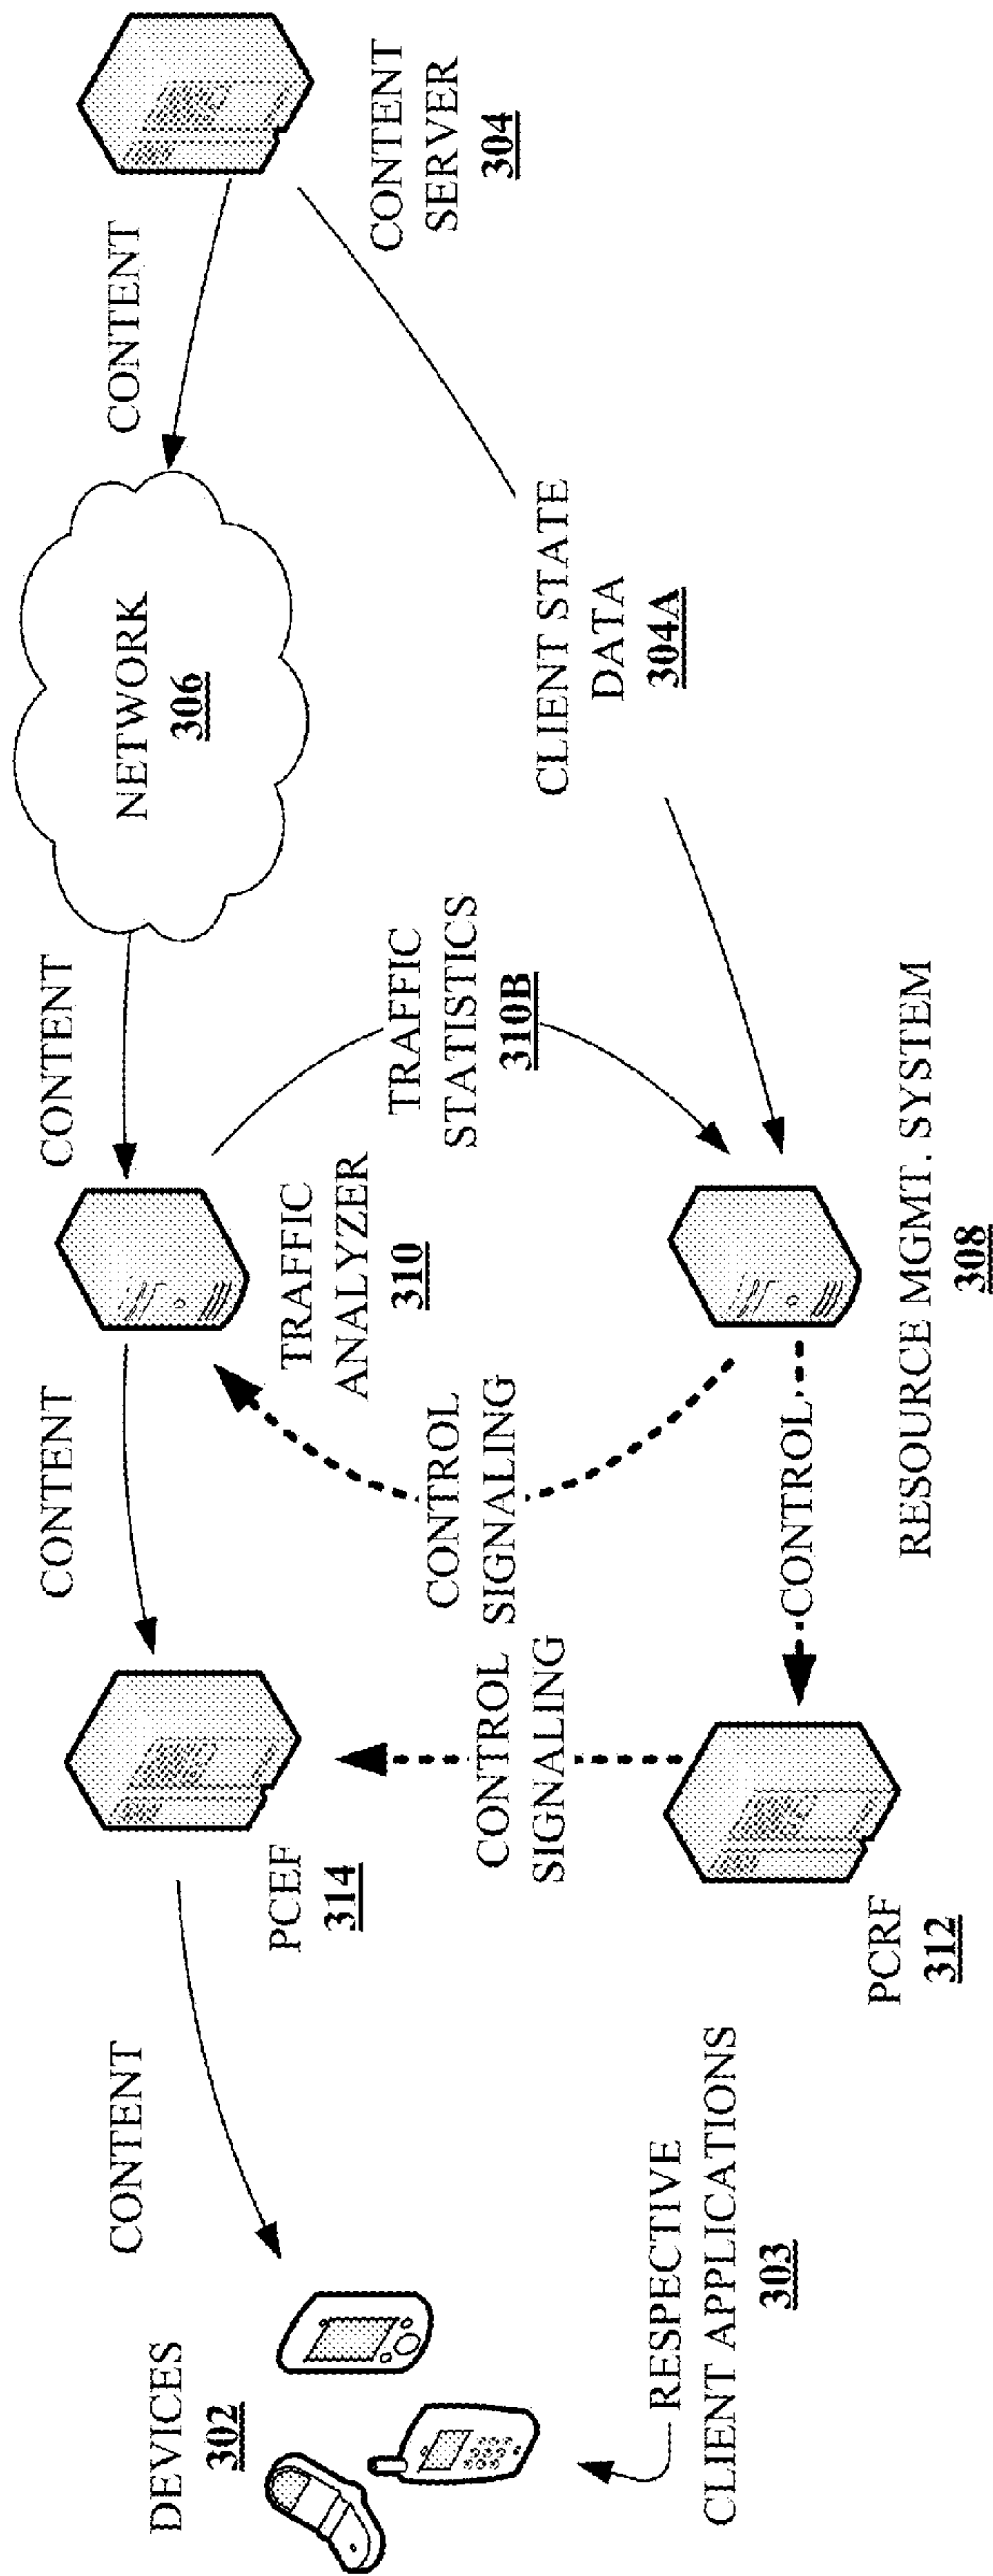 DEVICES
302
CONTENT
RESPECTIVE
CLIENT APPLICATIONS
303
PCEF
314
CONTROL
SIGNALING
PCRF
312
CONTENT
CONTROL
SIGNALING
CONTROL
TRAFFIC
ANALYZER
310
RESOURCE MGMT. SYSTEM
308
CONTENT
TRAFFIC
STATISTICS
310B
NETWORK
306
CLIENT STATE
DATA
304A
CONTENT
CONTENT
SERVER
304